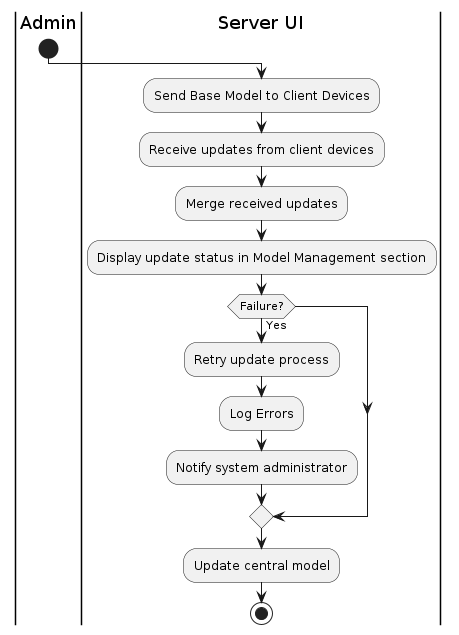 Admin
Server UI
Send Base Model to Client Devices
Receive updates from client devices
Merge received updates
Display update status in Model Management section
Failure?
Yes
Retry update process
Log Errors
Notify system administrator
Update central model